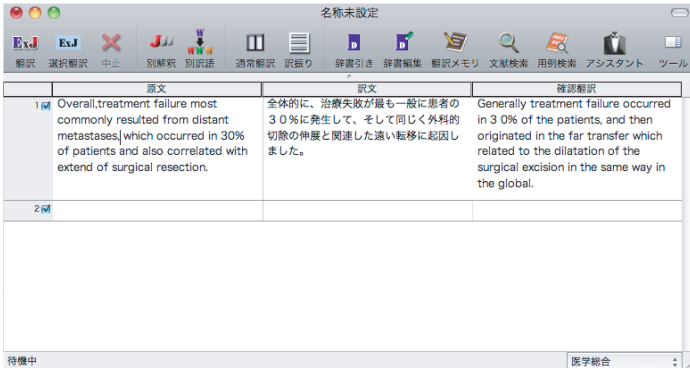 名称未設定
ExJ ExJ J W W W W D D
翻訳 選択翻訳 中止 別解釈 別訳語 通常翻訳 訳振り 辞書引き 辞書編集 翻訳メモリ 文献検索 用例検索 アシスタント ツール
原文 訳文 確認翻訳
1 Overall,treatment failure most
commonly resulted from distant
metastases, which occurred in 30%
of patients and also correlated with
extend of surgical resection.
全体的に、治療失敗が最も一般に患者の
３０％に発生して、そして同じく外科的
切除の伸展と関連した遠い転移に起因し
ました。
Generally treatment failure occurred
in 3 0% of the patients, and then
originated in the far transfer which
related to the dilatation of the
surgical excision in the same way in
the global.
2
待機中 医学総合